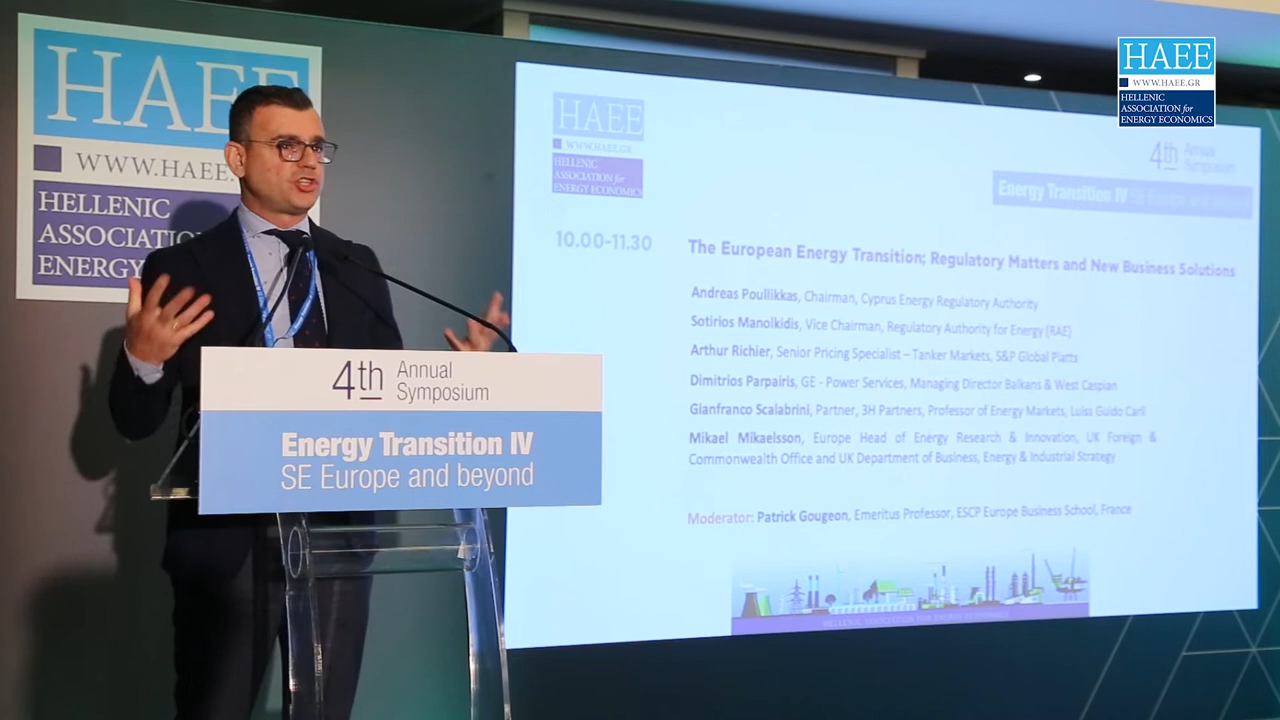 HAEE
WWW.HAEE.
HELLENIC
ASSOCIATIO
ENERGY
HAEE
WWW.HAEE.GR
HELLENIC
ASSOCIATION for
ENERGY ECONOMICS
4th Annual
Symposium
Energy Transition IV
SE Europe and beyond
HAEE
WWW.HAEE.GR
HELLENIC
ASSOCIATION for
ENERGY ECONOMICS
4th Annual
Symposium
Energy Transition IV SE Europe and beyond
10.00-11.30
The European Energy Transition; Regulatory Matters and New Business Solutions
Andreas Poullikkas, Chairman, Cyprus Energy Regulatory Authority
Sotirios Manolkidis, Vice Chairman, Regulatory Authority for Energy (RAE)
Arthur Richier, Senior Pricing Specialist – Tanker Markets, S&P Global Platts
Dimitrios Parpairis, GE - Power Services, Managing Director Balkans & West Caspian
Gianfranco Scalabrini, Partner, 3H Partners, Professor of Energy Markets, Luiss Guido Carli
Mikael Mikaelsson, Europe Head of Energy Research & Innovation, UK Foreign &
Commonwealth Office and UK Department of Business, Energy & Industrial Strategy
Moderator: Patrick Gougeon, Emeritus Professor, ESCP Europe Business School, France
HELLENIC ASSOCIATION FOR ENERGY ECONOMICS